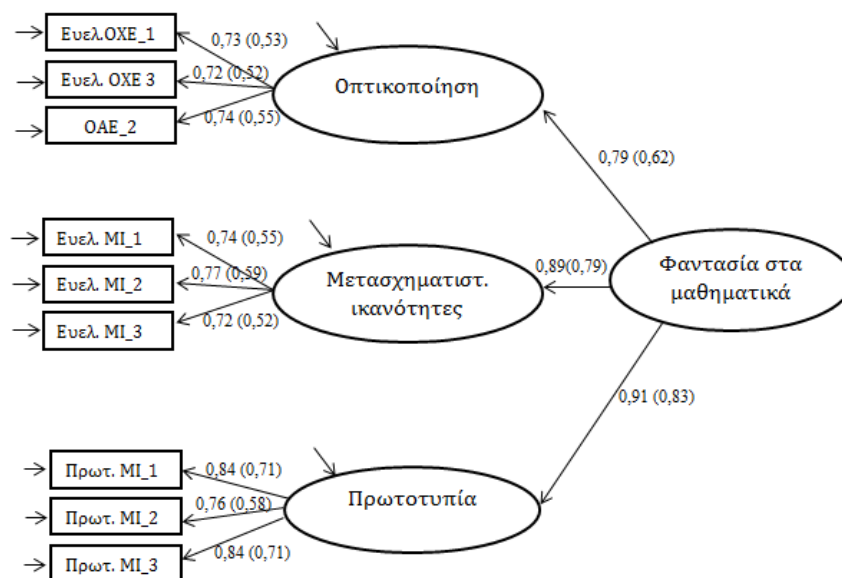 Ευελ.ΟΧΕ_1
0,73 (0,53)
Ευελ. ΟΧΕ 3
0,72 (0,52)
Οπτικοποίηση
ΟΑΕ_2
0,74 (0,55)
0,79 (0,62)
Ευελ. ΜΙ_1
0,74 (0,55)
Ευελ. ΜΙ_2
0,77 (0,59)
Μετασχηματιστ.
ικανότητες
0,89(0,79)
Φαντασία στα
μαθηματικά
Ευελ. ΜΙ_3
0,72 (0,52)
0,91 (0,83)
Πρωτ. ΜΙ_1
0,84 (0,71)
Πρωτ. ΜΙ_2
0,76 (0,58)
Πρωτοτυπία
Πρωτ. ΜΙ_3
0,84 (0,71)